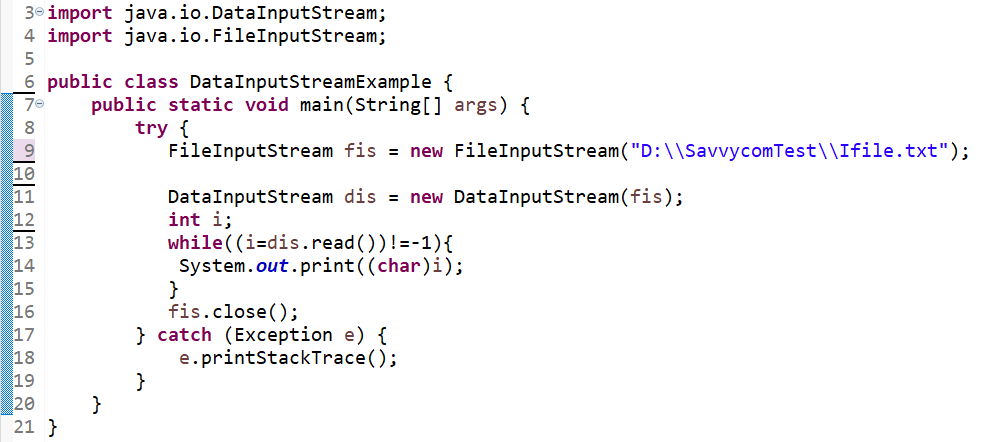 3 import java.io.DataInputStream;
4 import java.io.FileInputStream;
5
6 public class DataInputStreamExample {
7     public static void main(String[] args) {
8         try {
9            FileInputStream fis = new FileInputStream("D:\\SavvycomTest\\Ifile.txt");
10
11            DataInputStream dis = new DataInputStream(fis);
12            int i;
13            while((i=dis.read())!=-1){
14             System.out.print((char)i);
15            }
16            fis.close();
17         } catch (Exception e) {
18             e.printStackTrace();
19         }
20     }
21 }